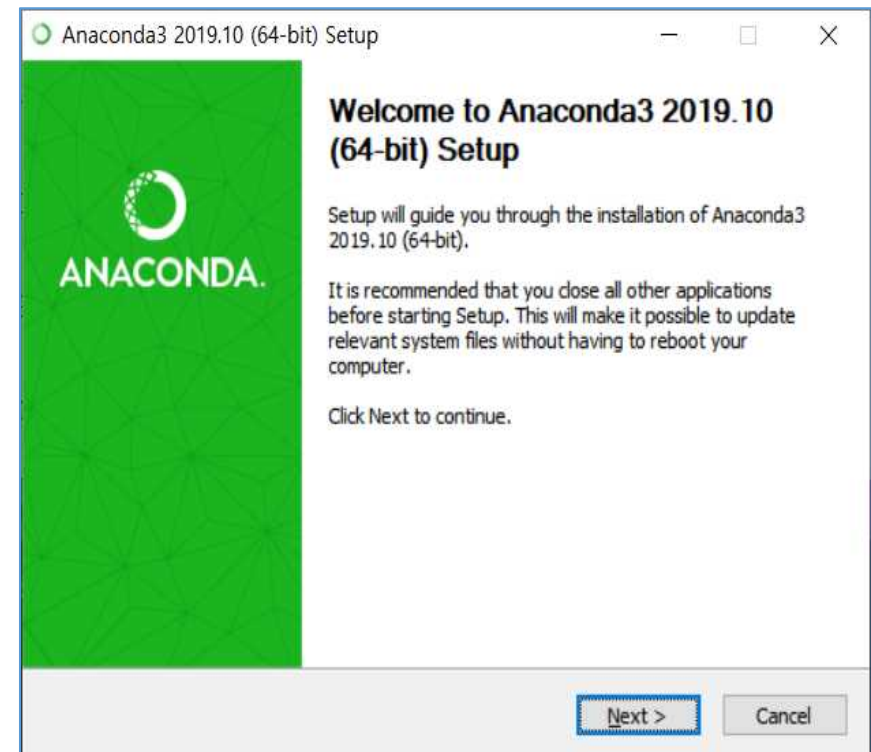 Anaconda3 2019.10 (64-bit) Setup
ANACONDA.
Welcome to Anaconda3 2019.10
(64-bit) Setup
Setup will guide you through the installation of Anaconda3
2019.10 (64-bit).
It is recommended that you close all other applications
before starting Setup. This will make it possible to update
relevant system files without having to reboot your
computer.
Click Next to continue.
Next >
Cancel